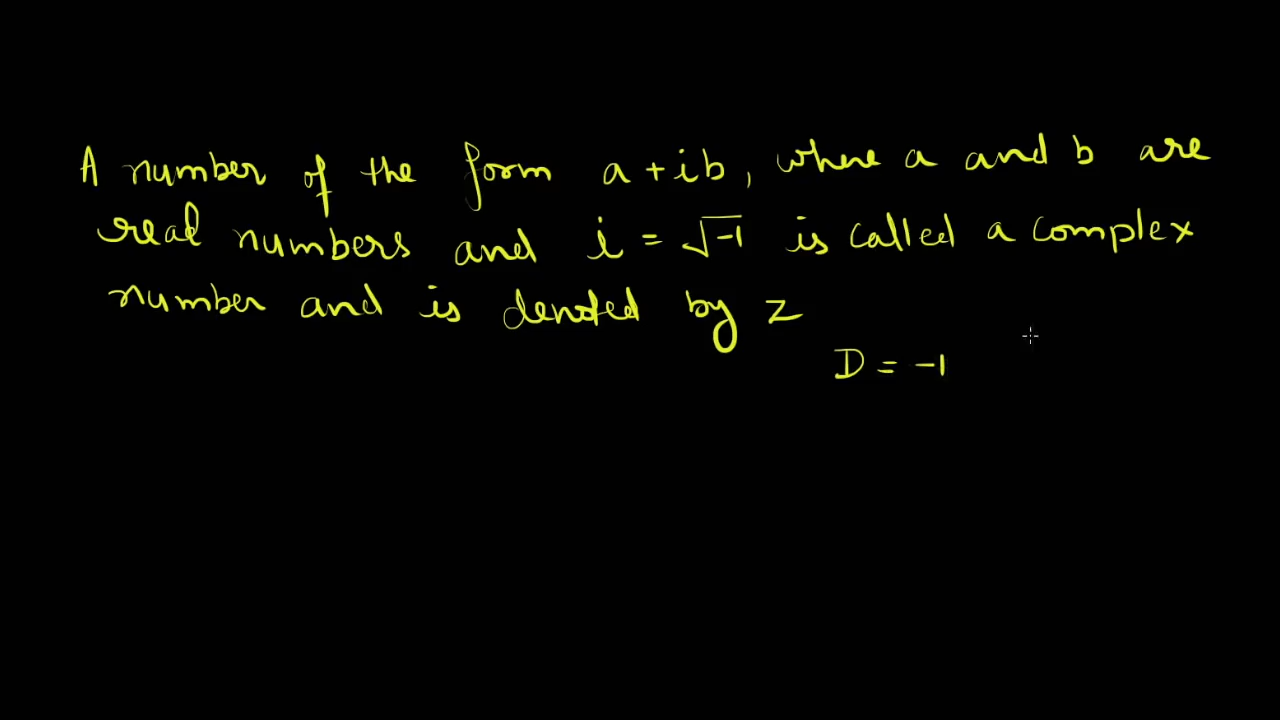 A number of the form a + ib, where a and b are
real numbers and i = √-1 is called a complex
number and is denoted by z
D = -1